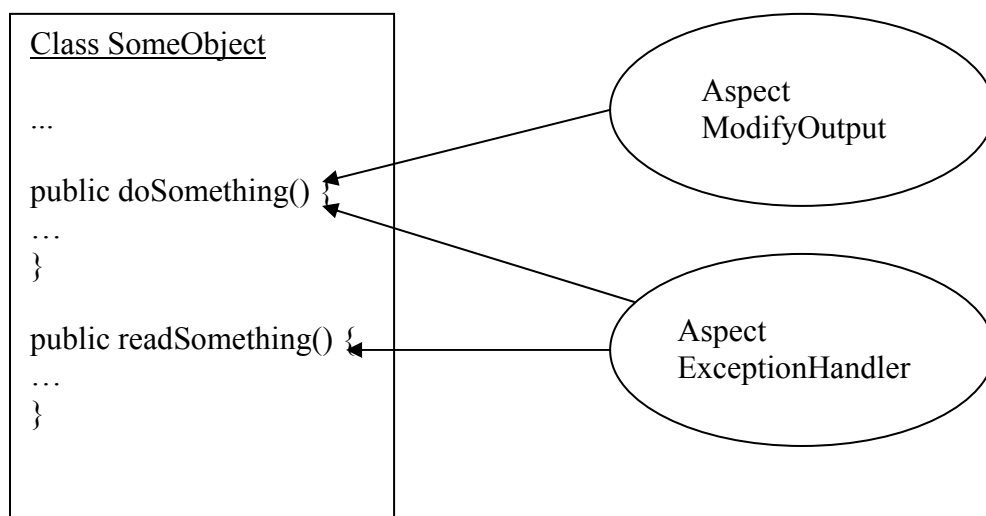 Class SomeObject
...
public doSomething() {
…
}
public readSomething() {
…
}
Aspect
ModifyOutput
Aspect
ExceptionHandler